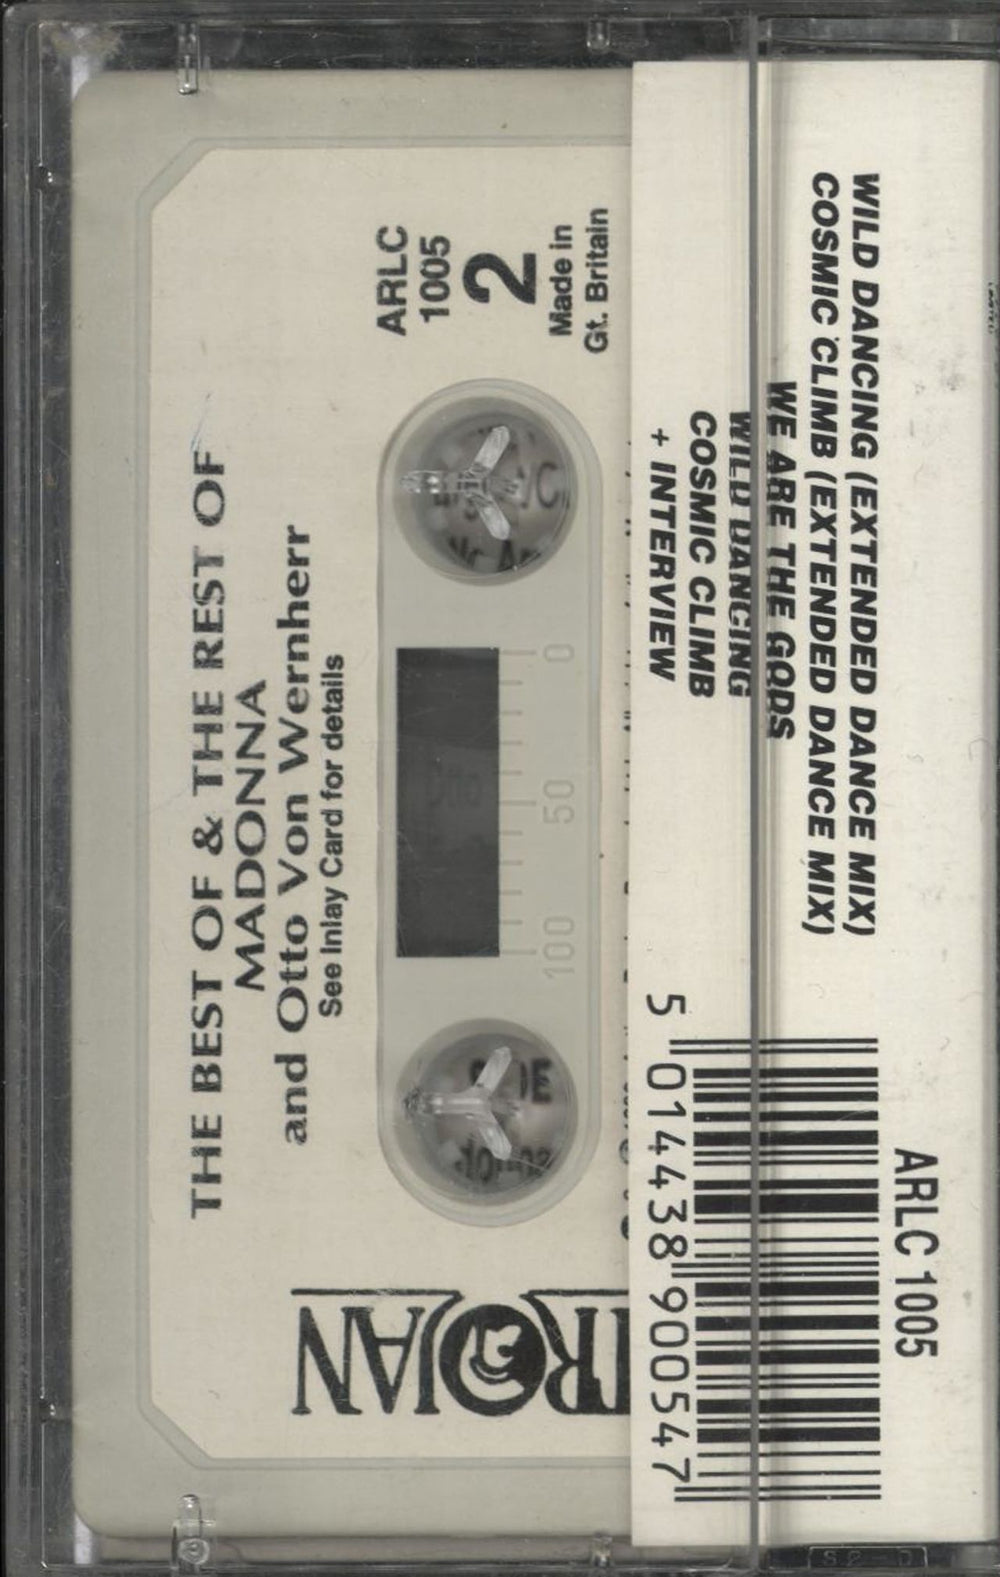 THE BEST OF & THE REST OF
MADONNA
and Otto Von Wernherr
See Inlay Card for details
ARLC
1005
2
Made in
Gt. Britain
0
50
100
TROJAN
WILD DANCING (EXTENDED DANCE MIX)
COSMIC CLIMB (EXTENDED DANCE MIX)
WE ARE THE GODS
WILD DANCING
COSMIC CLIMB
+ INTERVIEW
ARLC 1005
5 014438 900547